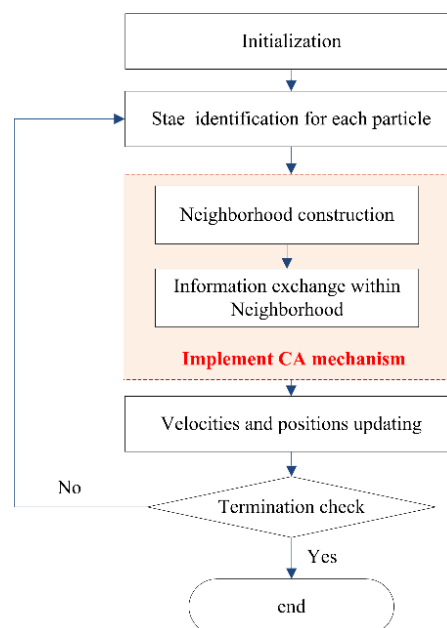 Initialization
Stae identification for each particle
Neighborhood construction
Information exchange within
Neighborhood
Implement CA mechanism
Velocities and positions updating
Termination check
No
Yes
end